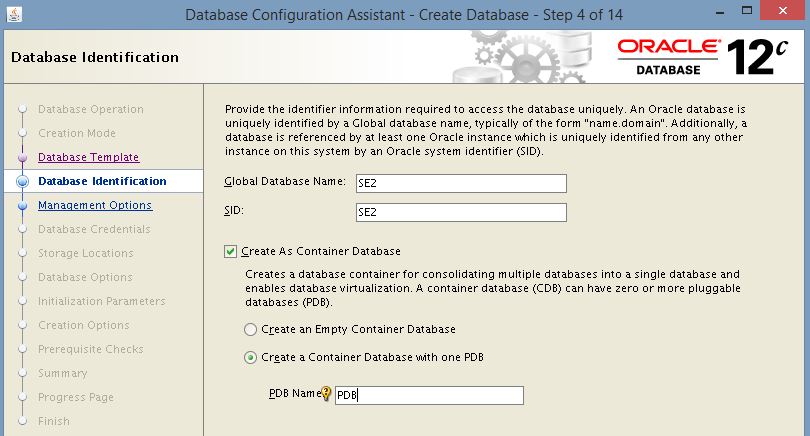 Database Configuration Assistant - Create Database - Step 4 of 14
Database Identification
ORACLE
DATABASE
12c
Database Operation
Creation Mode
Database Template
Database Identification
Management Options
Database Credentials
Storage Locations
Database Options
Initialization Parameters
Creation Options
Prerequisite Checks
Summary
Progress Page
Finish
Provide the identifier information required to access the database uniquely. An Oracle database is
uniquely identified by a Global database name, typically of the form "name.domain". Additionally, a
database is referenced by at least one Oracle instance which is uniquely identified from any other
instance on this system by an Oracle system identifier (SID).
Global Database Name: SE2
SID: SE2
Create As Container Database
Creates a database container for consolidating multiple databases into a single database and
enables database virtualization. A container database (CDB) can have zero or more pluggable
databases (PDB).
Create an Empty Container Database
Create a Container Database with one PDB
PDB Name: PDB